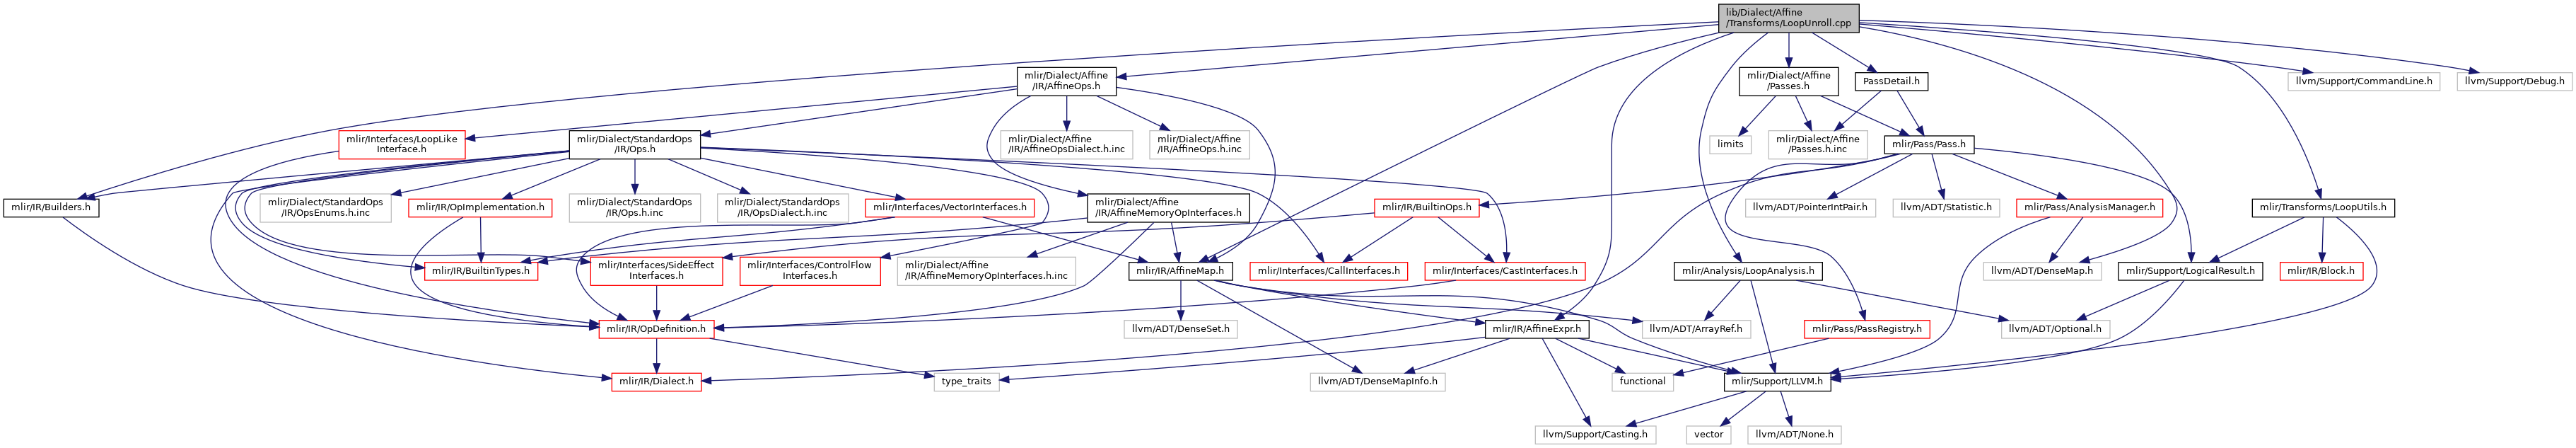 lib/Dialect/Affine
/Transforms/LoopUnroll.cpp
mlir/Dialect/Affine
/IR/AffineOps.h
mlir/Dialect/Affine
/Passes.h
PassDetail.h
llvm/Support/CommandLine.h
llvm/Support/Debug.h
mlir/Interfaces/LoopLike
Interface.h
mlir/Dialect/StandardOps
/IR/Ops.h
mlir/Dialect/Affine
/IR/AffineOpsDialect.h.inc
mlir/Dialect/Affine
/IR/AffineOps.h.inc
limits
mlir/Dialect/Affine
/Passes.h.inc
mlir/Pass/Pass.h
mlir/IR/Builders.h
mlir/Dialect/StandardOps
/IR/OpsEnums.h.inc
mlir/IR/OpImplementation.h
mlir/Dialect/StandardOps
/IR/Ops.h.inc
mlir/Dialect/StandardOps
/IR/OpsDialect.h.inc
mlir/Interfaces/VectorInterfaces.h
mlir/Dialect/Affine
/IR/AffineMemoryOpInterfaces.h
mlir/IR/BuiltinOps.h
llvm/ADT/PointerIntPair.h
llvm/ADT/Statistic.h
mlir/Pass/AnalysisManager.h
mlir/Transforms/LoopUtils.h
mlir/IR/BuiltinTypes.h
mlir/Interfaces/SideEffect
Interfaces.h
mlir/Interfaces/ControlFlow
Interfaces.h
mlir/Dialect/Affine
/IR/AffineMemoryOpInterfaces.h.inc
mlir/IR/AffineMap.h
mlir/Interfaces/CallInterfaces.h
mlir/Interfaces/CastInterfaces.h
mlir/Analysis/LoopAnalysis.h
llvm/ADT/DenseMap.h
mlir/Support/LogicalResult.h
mlir/IR/Block.h
mlir/IR/OpDefinition.h
llvm/ADT/DenseSet.h
mlir/IR/AffineExpr.h
llvm/ADT/ArrayRef.h
mlir/Pass/PassRegistry.h
llvm/ADT/Optional.h
mlir/IR/Dialect.h
type_traits
llvm/ADT/DenseMapInfo.h
functional
mlir/Support/LLVM.h
llvm/Support/Casting.h
vector
llvm/ADT/None.h